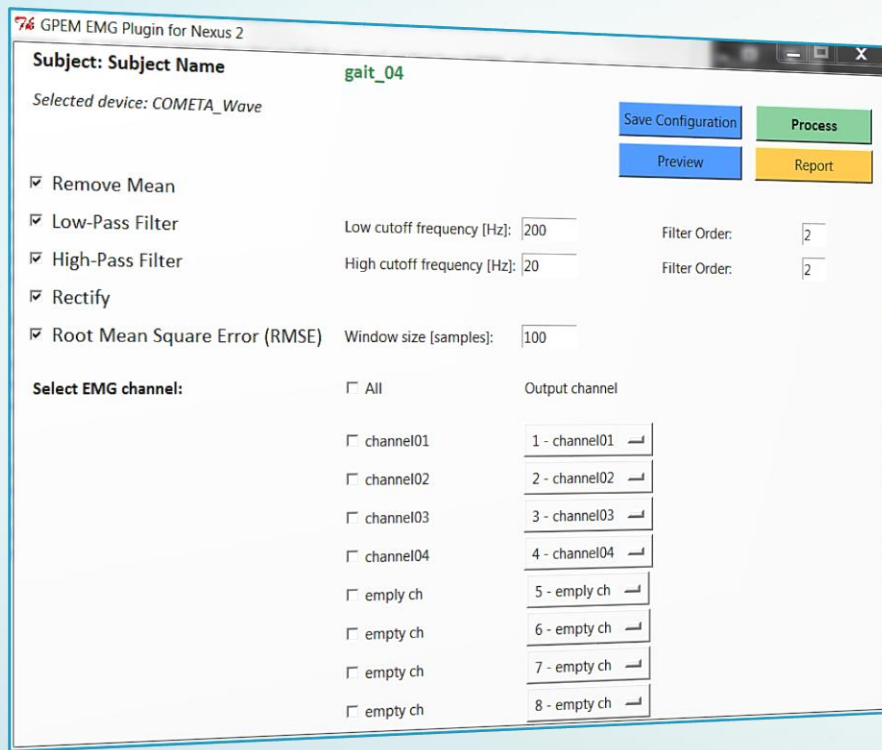 7% GPEM EMG Plugin for Nexus 2
Subject: Subject Name gait_04
Selected device: COMETA_Wave
Save Configuration Process
Preview Report
Remove Mean
Low-Pass Filter Low cutoff frequency [Hz]: 200 Filter Order: 2
High-Pass Filter High cutoff frequency [Hz]: 20 Filter Order: 2
Rectify
Root Mean Square Error (RMSE) Window size [samples]: 100
Select EMG channel: All Output channel
channel01 1 - channel01
channel02 2 - channel02
channel03 3 - channel03
channel04 4 - channel04
emply ch 5 - emply ch
empty ch 6 - empty ch
empty ch 7 - empty ch
empty ch 8 - empty ch